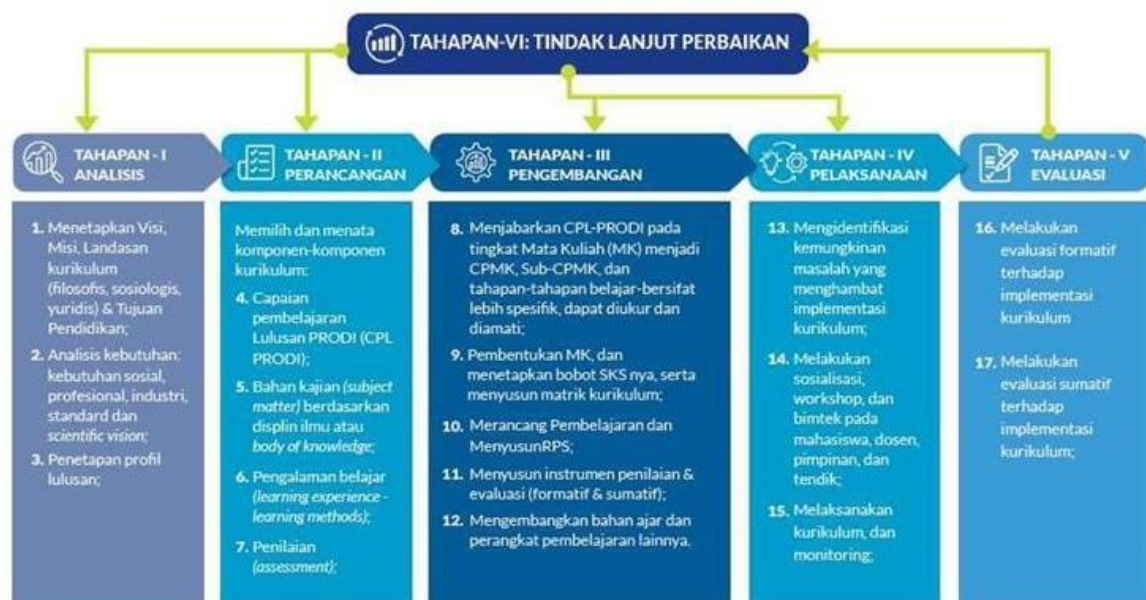 TAHAPAN-VI: TINDAK LANJUT PERBAIKAN
TAHAPAN - I
ANALISIS
1. Menetapkan Visi,
Misi, Landasan
kurikulum
(filosofis, sosiologis,
yuridis) & Tujuan
Pendidikan;
2. Analisis kebutuhan:
kebutuhan sosial,
profesional, industri,
standard dan
scientific vision;
3. Penetapan profil
lulusan;
TAHAPAN - II
PERANCANGAN
Memilih dan menata
komponen-komponen
kurikulum:
4. Capaian
pembelajaran
Lulusan PRODI (CPL
PRODI);
5. Bahan kajian (subject
matter) berdasarkan
displin ilmu atau
body of knowledge;
6. Pengalaman belajar
(learning experience -
learning methods);
7. Penilaian
(assessment);
TAHAPAN - III
PENGEMBANGAN
8. Menjabarkan CPL-PRODI pada
tingkat Mata Kuliah (MK) menjadi
CPMK, Sub-CPMK, dan
tahapan-tahapan belajar-bersifat
lebih spesifik, dapat diukur dan
diamati;
9. Pembentukan MK, dan
menetapkan bobot SKS nya, serta
menyusun matrik kurikulum;
10. Merancang Pembelajaran dan
MenyusunRPS;
11. Menyusun instrumen penilaian &
evaluasi (formatif & sumatif);
12. Mengembangkan bahan ajar dan
perangkat pembelajaran lainnya.
TAHAPAN - IV
PELAKSANAAN
13. Mengidentifikasi
kemungkinan
masalah yang
menghambat
implementasi
kurikulum;
14. Melakukan
sosialisasi,
workshop, dan
bimtek pada
mahasiswa, dosen,
pimpinan, dan
tendik;
15. Melaksanakan
kurikulum, dan
monitoring;
TAHAPAN - V
EVALUASI
16. Melakukan
evaluasi formatif
terhadap
implementasi
kurikulum
17. Melakukan
evaluasi sumatif
terhadap
implementasi
kurikulum;